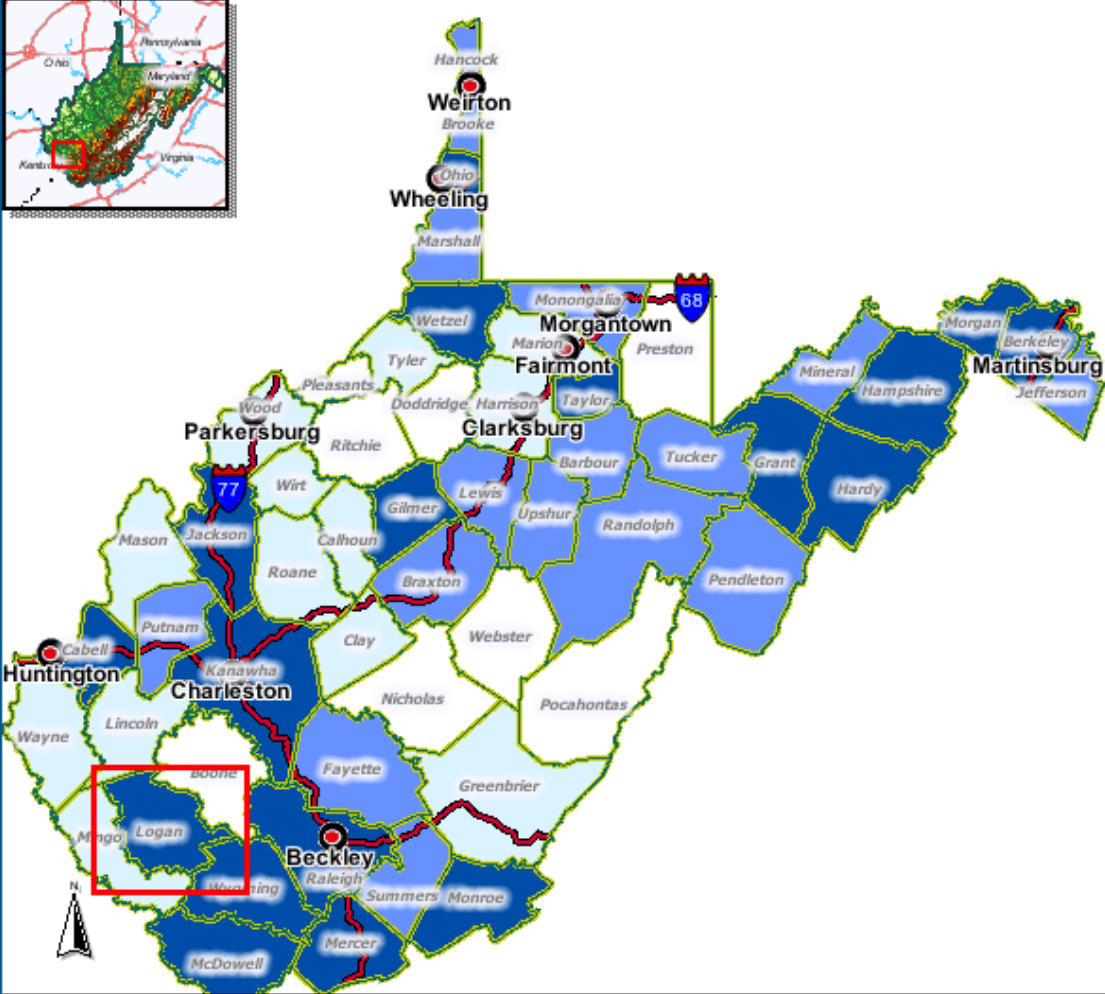 Pennsylvania
Ohio
Maryland
Virginia
Hancock
Weirton
Brooke
Ohio
Wheeling
Marshall
Monongalia
68
Wetzel
Morgantown
Marion
Preston
Fairmont
Tyler
Morgan
Berkeley
Martinsburg
Mineral
Hampshire
Jefferson
Pleasants
Doddridge
Harrison
Taylor
Wood
Parkersburg
Clarksburg
Ritchie
Barbour
Tucker
Grant
Hardy
77
Wirt
Lewis
Gilmer
Upshur
Randolph
Jackson
Mason
Calhoun
Roane
Braxton
Pendleton
Putnam
Clay
Webster
Cabell
Huntington
Kanawha
Charleston
Nicholas
Pocahontas
Lincoln
Wayne
Boone
Fayette
Greenbrier
Mingo
Logan
Beckley
Raleigh
Wyoming
Summers
Monroe
N
Mercer
McDowell